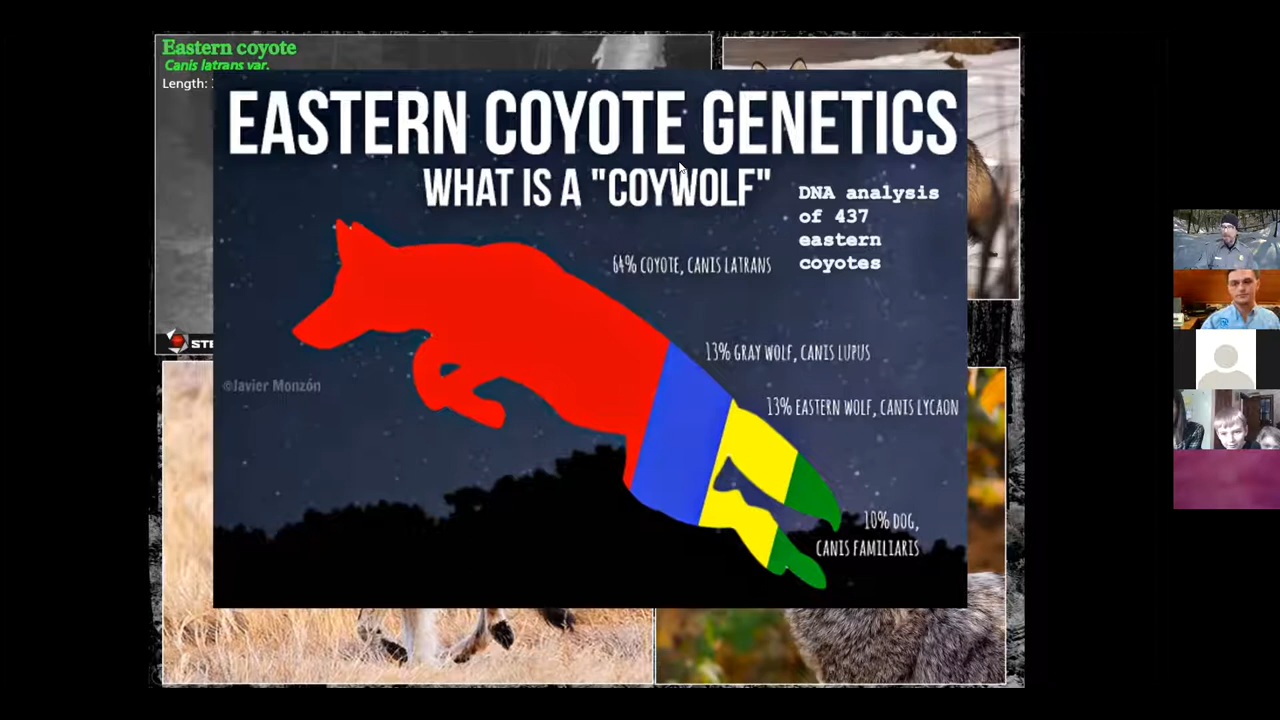 Eastern coyote
Canis latrans var.
Length:
EASTERN COYOTE GENETICS
WHAT IS A "COYWOLF"
DNA analysis
of 437
eastern
coyotes
64% COYOTE, CANIS LATRANS
13% GRAY WOLF, CANIS LUPUS
©Javier Monzón
13% EASTERN WOLF, CANIS LYCAON
10% DOG,
CANIS FAMILIARIS